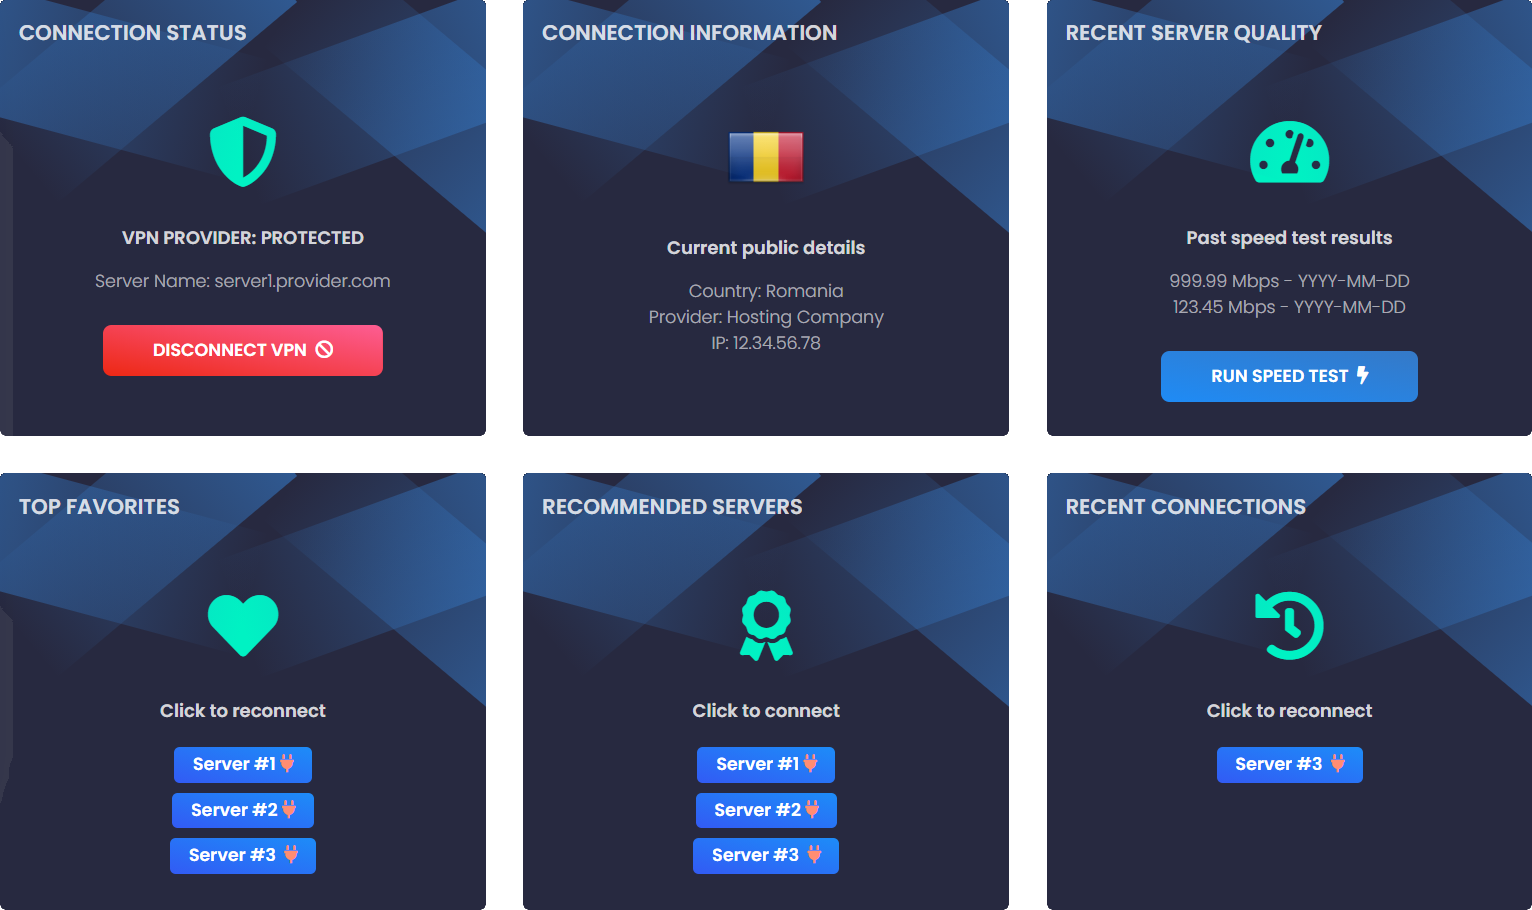 CONNECTION STATUS
VPN PROVIDER: PROTECTED
Server Name: server1.provider.com
DISCONNECT VPN
CONNECTION INFORMATION
Current public details
Country: Romania
Provider: Hosting Company
IP: 12.34.56.78
RECENT SERVER QUALITY
Past speed test results
999.99 Mbps - YYYY-MM-DD
123.45 Mbps - YYYY-MM-DD
RUN SPEED TEST
TOP FAVORITES
Click to reconnect
Server #1
Server #2
Server #3
RECOMMENDED SERVERS
Click to connect
Server #1
Server #2
Server #3
RECENT CONNECTIONS
Click to reconnect
Server #3